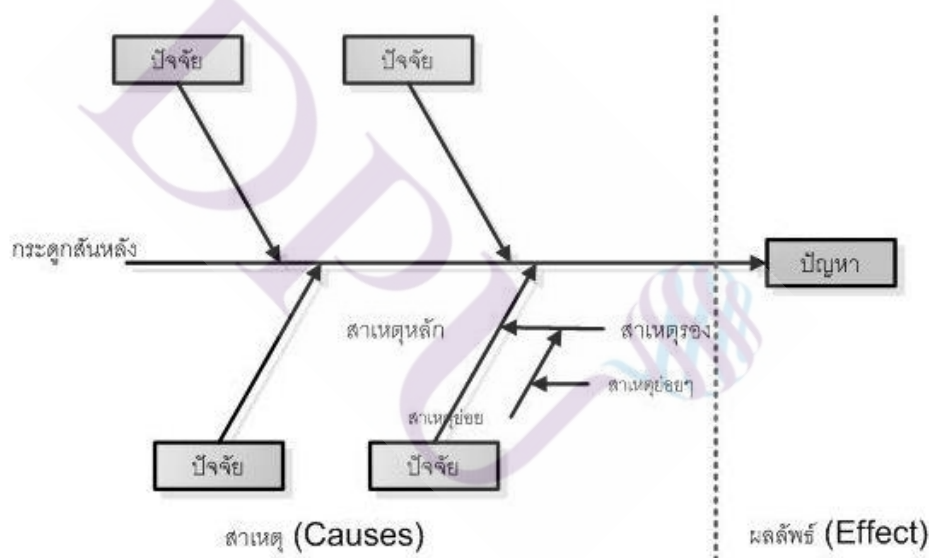 ปัจจัย ปัจจัย
กระดูกสันหลัง
ปัญหา
สาเหตุหลัก สาเหตุรอง
สาเหตุย่อยๆ
สาเหตุย่อย
ปัจจัย ปัจจัย
สาเหตุ (Causes) ผลลัพธ์ (Effect)
DPU